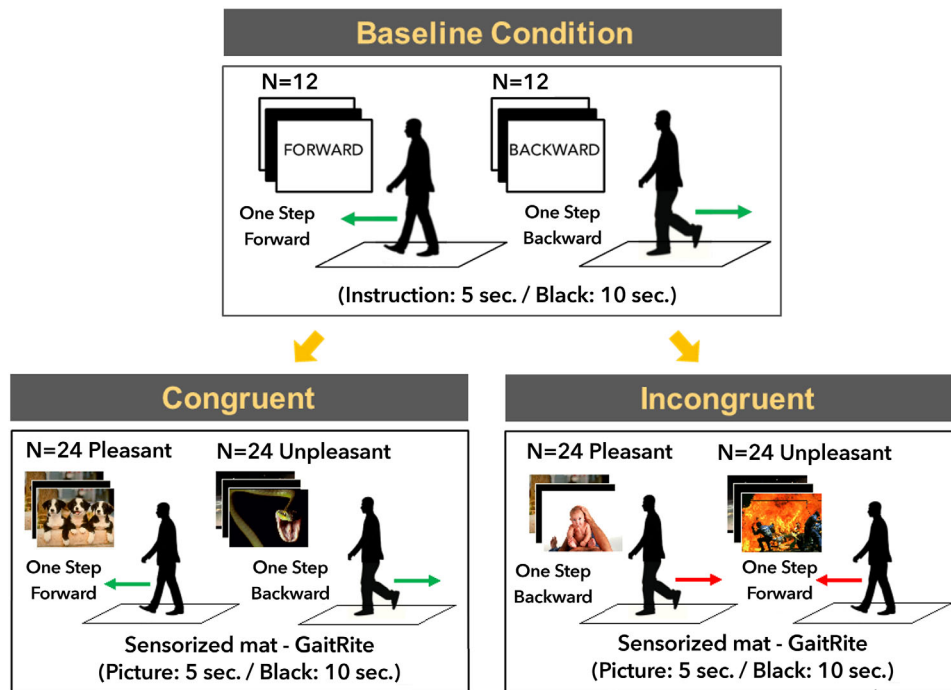 Baseline Condition
N=12
FORWARD
One Step
Forward
N=12
BACKWARD
One Step
Backward
(Instruction: 5 sec. / Black: 10 sec.)
Congruent
N=24 Pleasant
One Step
Forward
N=24 Unpleasant
One Step
Backward
Sensorized mat - GaitRite
(Picture: 5 sec. / Black: 10 sec.)
Incongruent
N=24 Pleasant
One Step
Backward
N=24 Unpleasant
One Step
Forward
Sensorized mat - GaitRite
(Picture: 5 sec. / Black: 10 sec.)